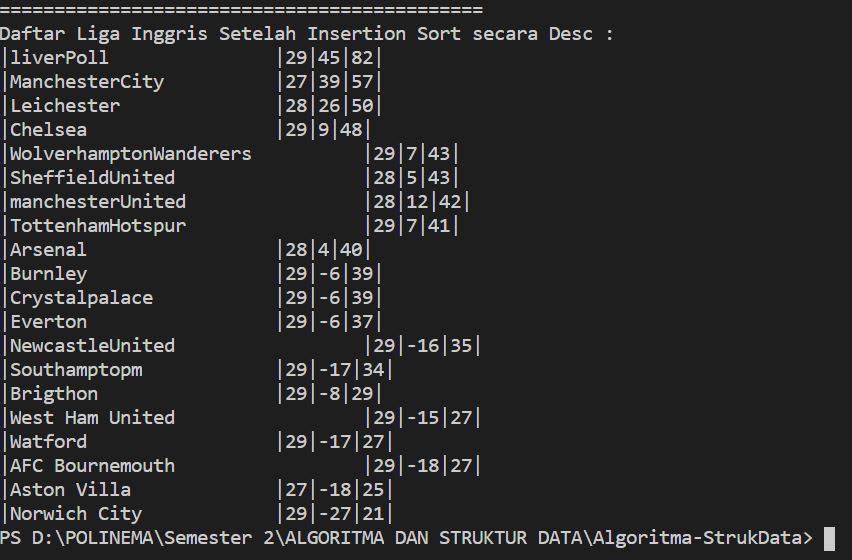 ============================================
Daftar Liga Inggris Setelah Insertion Sort secara Desc :
|liverPoll |29|45|82|
|ManchesterCity |27|39|57|
|Leichester |28|26|50|
|Chelsea |29|9|48|
|WolverhamptonWanderers |29|7|43|
|SheffieldUnited |28|5|43|
|manchesterUnited |28|12|42|
|TottenhamHotspur |29|7|41|
|Arsenal |28|4|40|
|Burnley |29|-6|39|
|Crystalpalace |29|-6|39|
|Everton |29|-6|37|
|NewcastleUnited |29|-16|35|
|Southamptopm |29|-17|34|
|Brigthon |29|-8|29|
|West Ham United |29|-15|27|
|Watford |29|-17|27|
|AFC Bournemouth |29|-18|27|
|Aston Villa |27|-18|25|
|Norwich City |29|-27|21|
PS D:\POLINEMA\Semester 2\ALGORITMA DAN STRUKTUR DATA\Algoritma-StrukData>